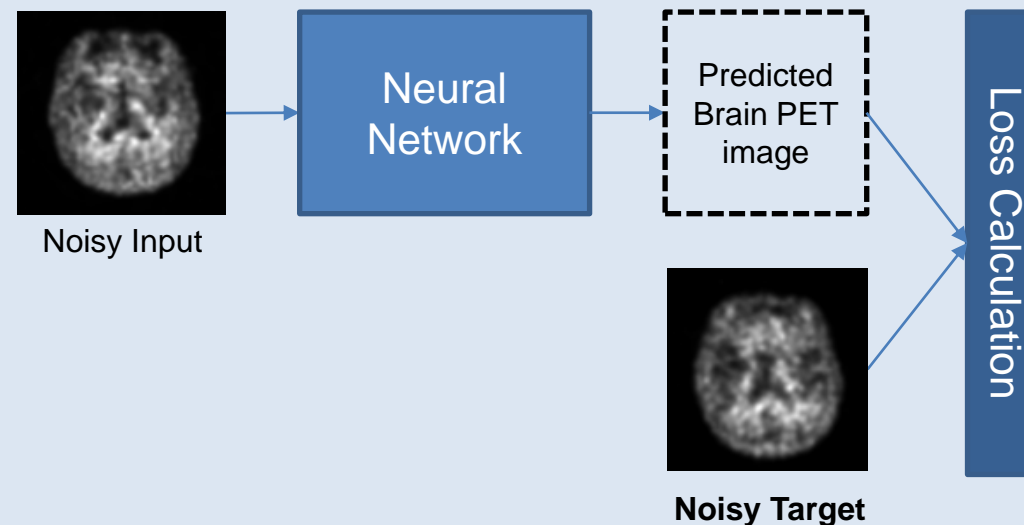 Neural
Network
Predicted
Brain PET
image
Loss Calculation
Noisy Input
Noisy Target